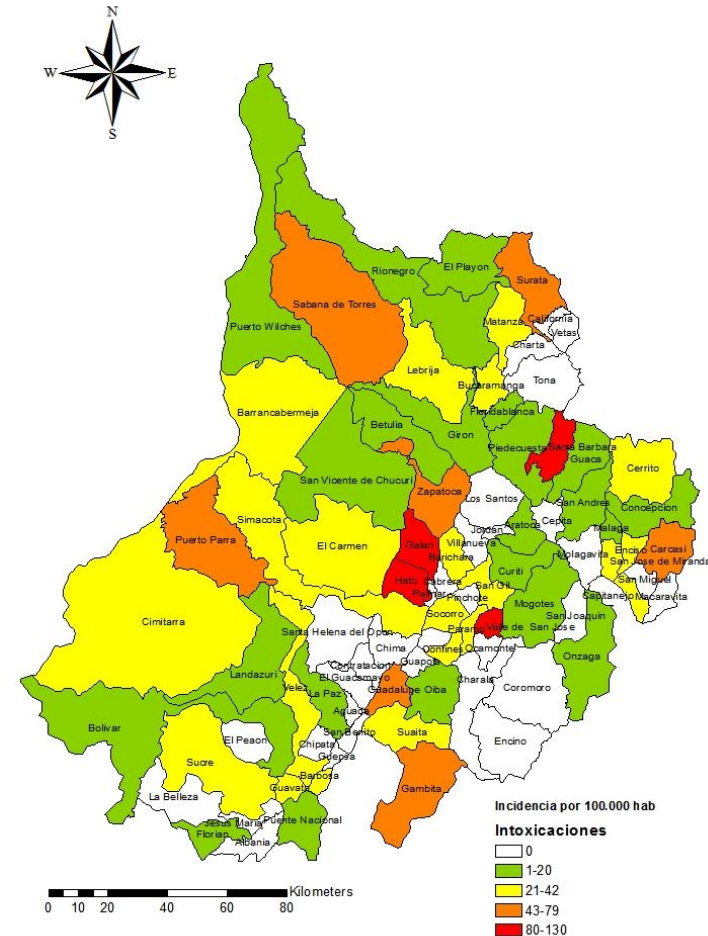 N
W E
S
El Playon
Surata
Rionegro
Sabana de Torres
California
Matanza
Puerto Wilches
Vetas
Charta
Lebrija
Tona
Bucaramanga
Barrancabermeja
Floridablanca
Betulia
Giron
Piedecuesta
Santa Barbara
Guaca
Cerrito
San Vicente de Chucuri
Zapatoca
Los Santos
San Andres
Concepcion
Simacota
Cepita
Aratoca
Malaga
Puerto Parra
El Carmen
Galan
Villanueva
Jordan
Enciso
Carcasi
Barichara
Molagavita
San Jose de Miranda
Curiti
Hato
Cabrera
San Gil
San Miguel
Palmar
Pinchote
Capitanejo
Macaravita
Mogotes
Cimitarra
Socorro
San Joaquin
Paramo
Valle de San Jose
Santa Helena del Opon
Chima
Confines
Ocamonte
Onzaga
Guapota
Contratacion
Landazuri
El Guacamayo
Charala
Velez
La Paz
Guadalupe
Oiba
Coromoro
Aguada
Bolivar
San Benito
Suaita
El Peaon
Chipata
Encino
Guepsa
Sucre
Barbosa
Guavata
Gambita
La Belleza
Jesus Maria
Puente Nacional
Florian
Albania
Incidencia por 100.000 hab
Intoxicaciones
0
1-20
21-42
43-79
80-130
Kilometers
0 10 20 40 60 80